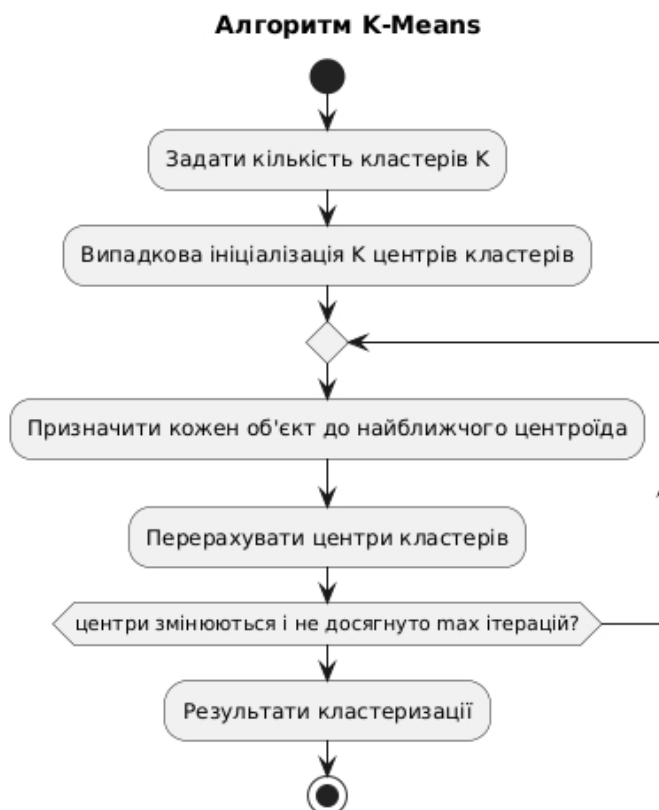 Алгоритм K-Means
Задати кількість кластерів K
Випадкова ініціалізація K центрів кластерів
Призначити кожен об'єкт до найближчого центроїда
Перерахувати центри кластерів
центри змінюються і не досягнуто max ітерацій?
Результати кластеризації